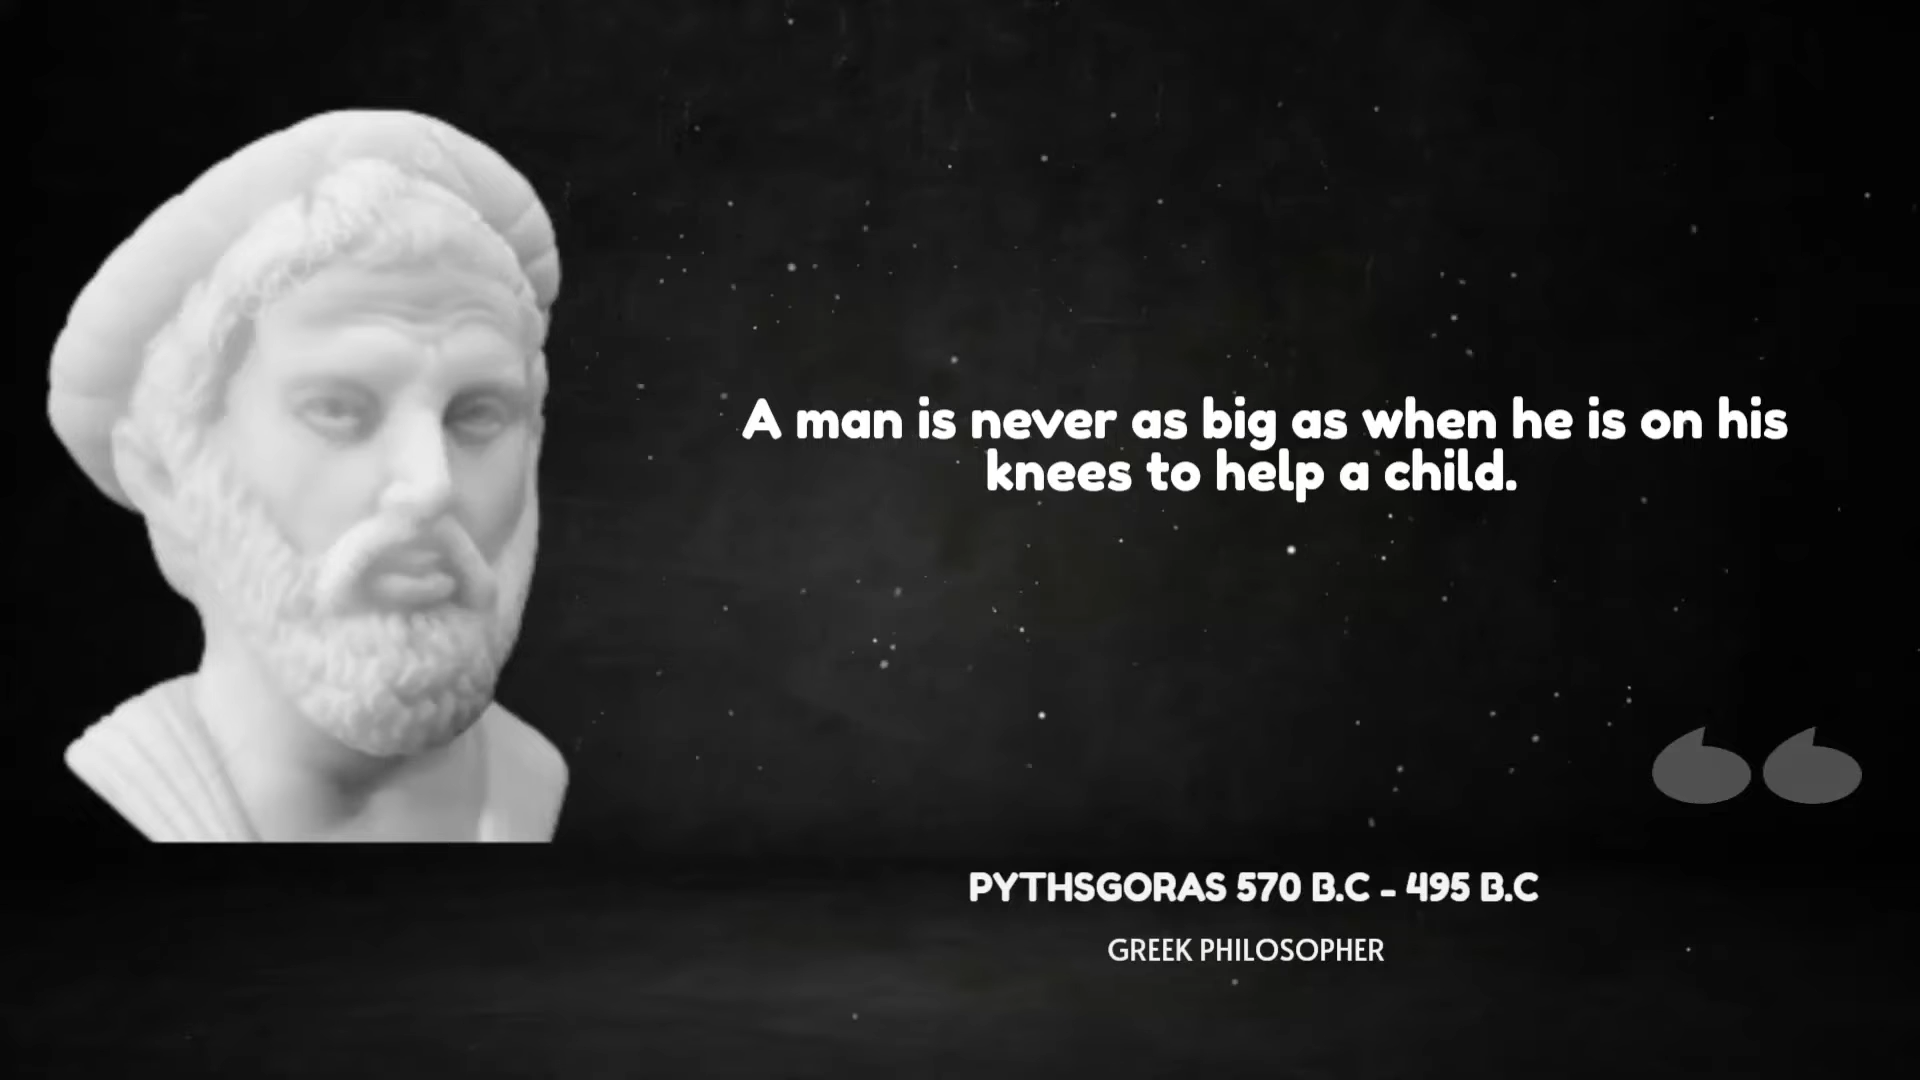 A man is never as big as when he is on his
knees to help a child.
PYTHSGORAS 570 B.C - 495 B.C
GREEK PHILOSOPHER